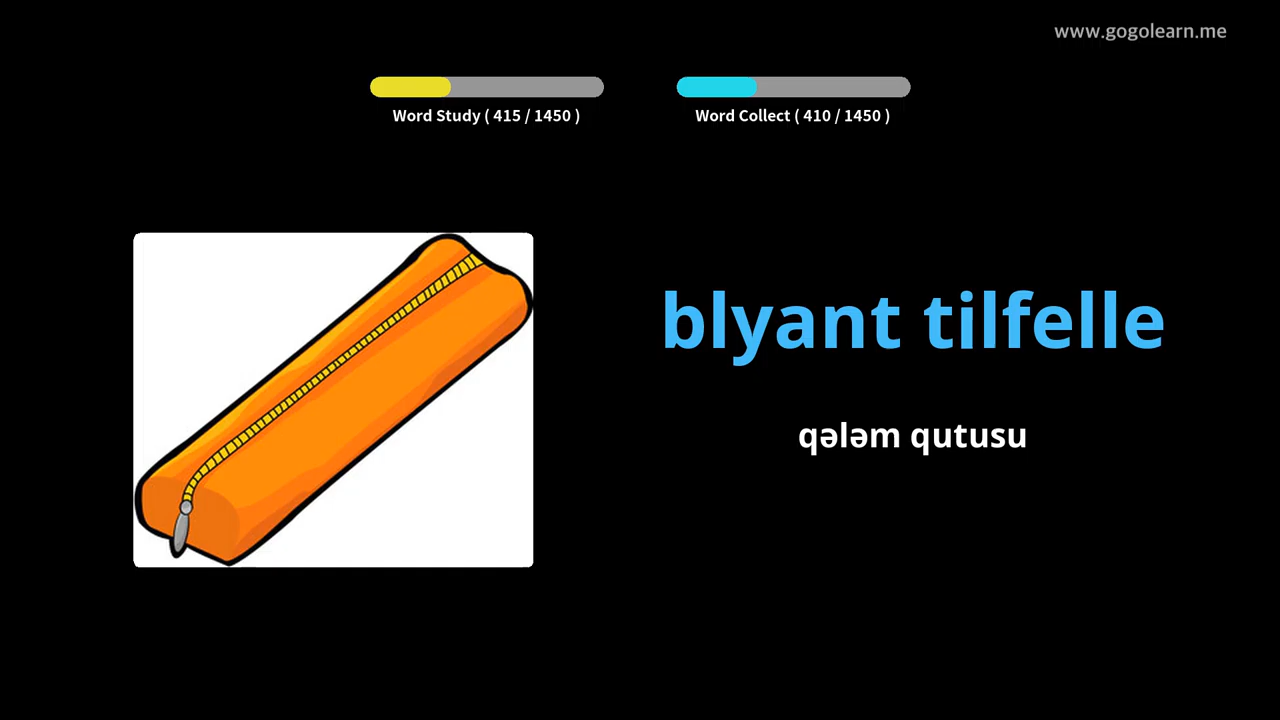 www.gogolearn.me
Word Study ( 415 / 1450 )
Word Collect ( 410 / 1450 )
blyant tilfelle
qələm qutusu